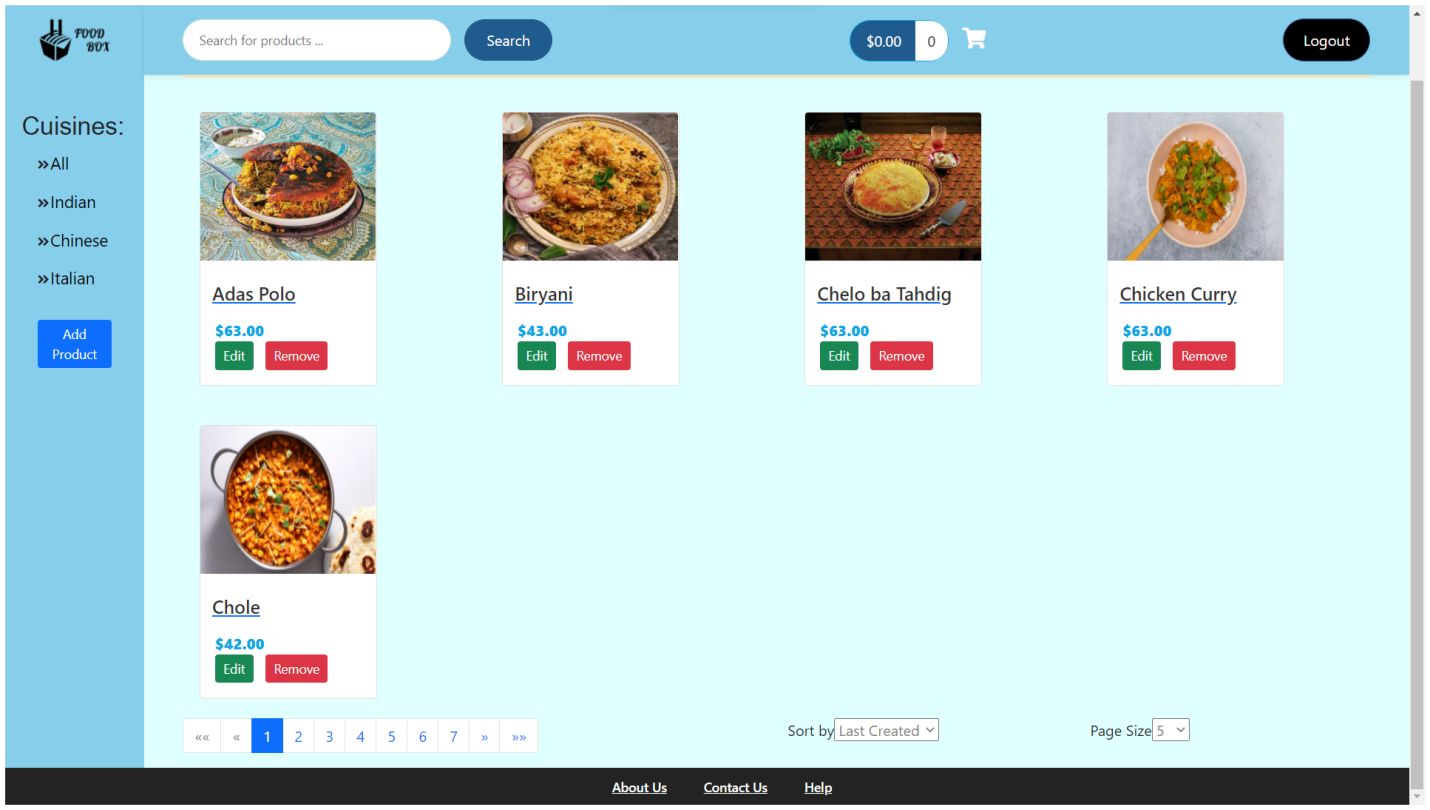 FOOD
BOX
Search for products ...
Search
$0.00 0
Logout
Cuisines:
»All
»Indian
»Chinese
»Italian
Add
Product
Adas Polo
$63.00
Edit Remove
Biryani
$43.00
Edit Remove
Chelo ba Tahdig
$63.00
Edit Remove
Chicken Curry
$63.00
Edit Remove
Chole
$42.00
Edit Remove
«« « 1 2 3 4 5 6 7 » »»
Sort by Last Created
Page Size 5
About Us Contact Us Help